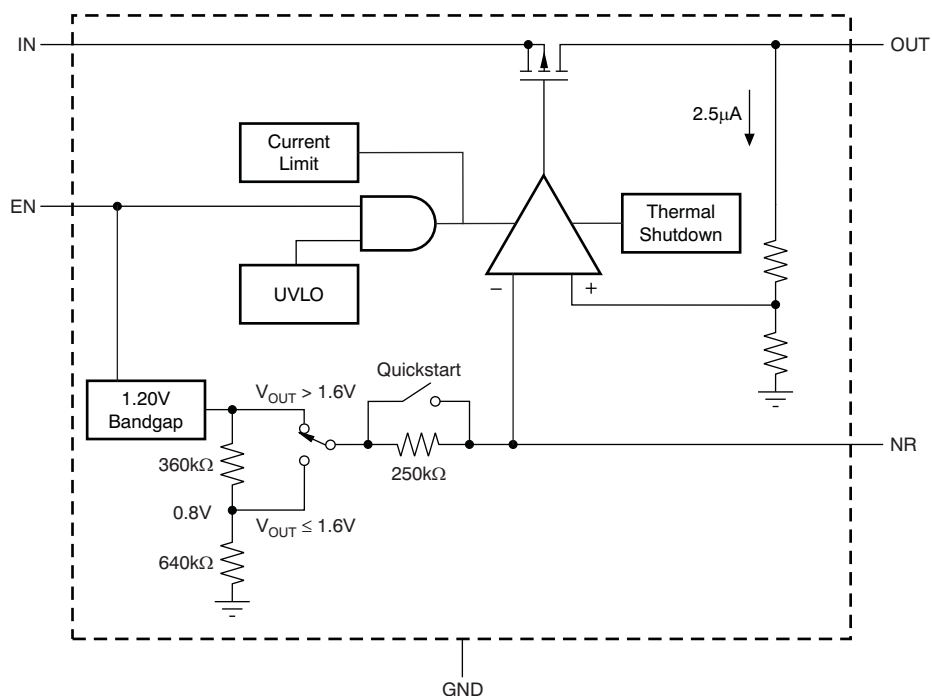 IN
OUT
2.5μA
Current
Limit
EN
Thermal
Shutdown
− +
UVLO
Quickstart
1.20V
Bandgap
V_OUT > 1.6V
360kΩ
250kΩ
NR
0.8V
V_OUT ≤ 1.6V
640kΩ
GND